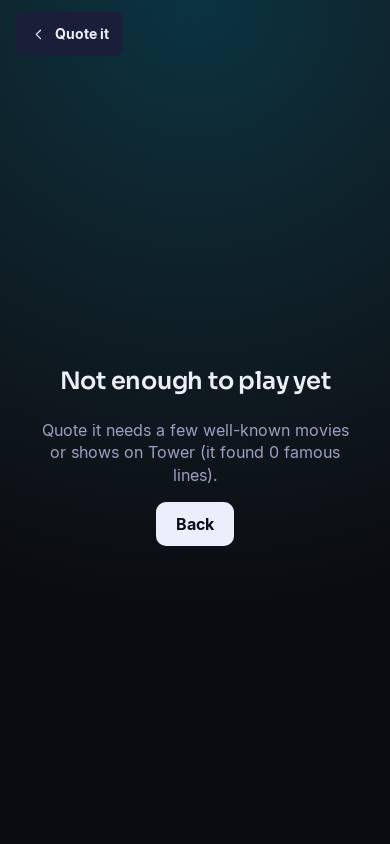 Quote it
Not enough to play yet
Quote it needs a few well-known movies
or shows on Tower (it found 0 famous
lines).
Back